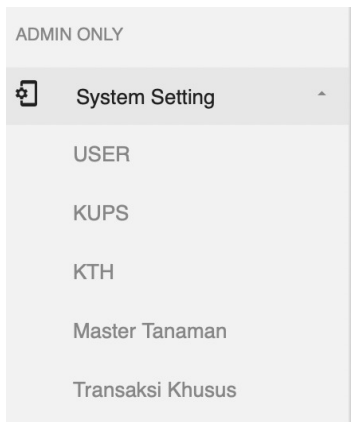 ADMIN ONLY
System Setting
USER
KUPS
KTH
Master Tanaman
Transaksi Khusus